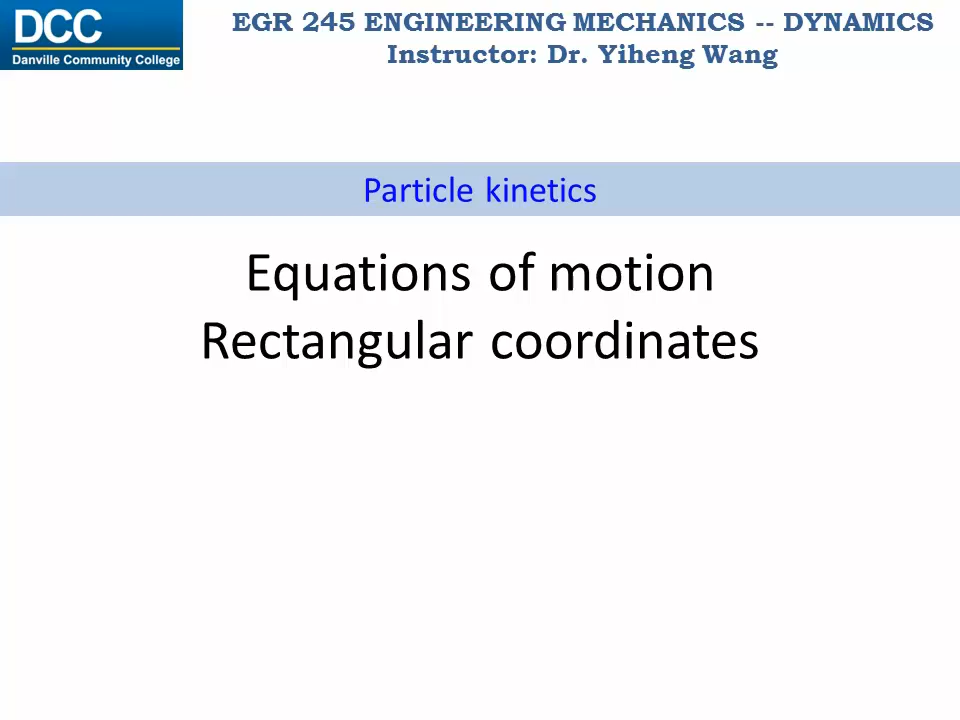 DCC
Danville Community College
EGR 245 ENGINEERING MECHANICS -- DYNAMICS
Instructor: Dr. Yiheng Wang
Particle kinetics
Equations of motion
Rectangular coordinates